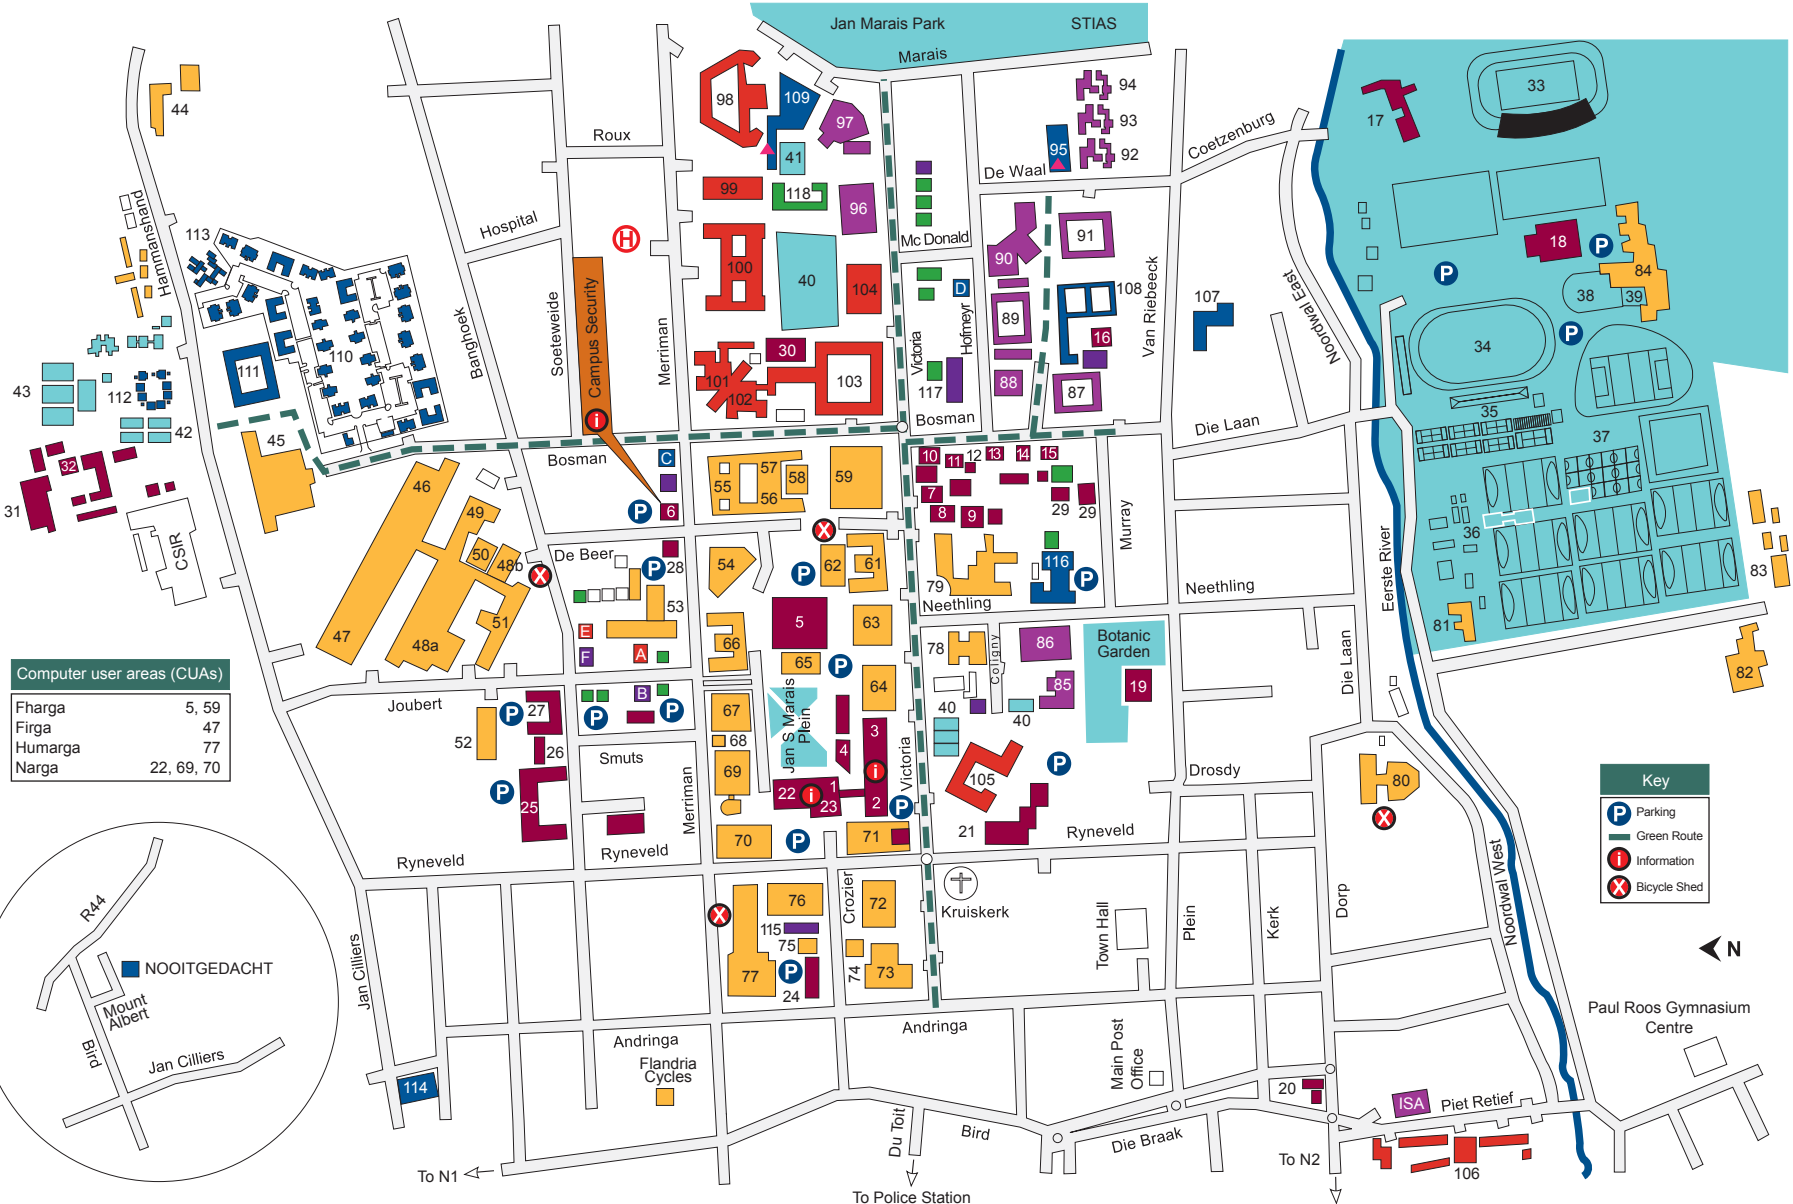 Jan Marais Park
STIAS
Marais
Roux
Hospital
Hammanshand
Banghoek
Soeteweide
Campus Security
Merriman
H
Mc Donald
Victoria
Hofmeyr
De Waal
Coetzenburg
Van Riebeeck
Noordwal East
Die Laan
Bosman
Bosman
CSIR
De Beer
Neethling
Neethling
Murray
Eerste River
Die Laan
Joubert
Smuts
Merriman
Jan S Marais
Plein
Victoria
Coligny
Botanic
Garden
Drosdy
Ryneveld
Ryneveld
Ryneveld
Kruiskerk
Crozier
Town Hall
Plein
Kerk
Dorp
Noordwal West
Jan Cilliers
Andringa
Andringa
Flandria
Cycles
Main Post
Office
Du Toit
Bird
Die Braak
Piet Retief
ISA
Paul Roos Gymnasium
Centre
To N1
To Police Station
To N2
N
R44
NOOITGEDACHT
Mount
Albert
Bird
Jan Cilliers
Computer user areas (CUAs)
Fharga 5, 59
Firga 47
Humarga 77
Narga 22, 69, 70
Key
P Parking
Green Route
i Information
X Bicycle Shed
44
98
109
97
41
99
118
96
100
40
104
30
101
102
103
94
93
92
95
91
90
89
88
87
108
16
107
D
117
17
33
18
84
38
39
34
35
37
36
83
81
82
113
110
111
112
43
42
45
32
31
46
47
49
50
48b
48a
51
C
6
28
53
E
F
A
B
55
57
56
58
59
54
62
61
5
63
66
65
64
67
68
69
70
3
4
22
1
23
2
71
10
11
12
13
14
15
7
8
9
29
29
79
116
78
86
85
40
40
19
105
21
80
52
27
26
25
76
72
115
75
77
24
74
73
114
20
106